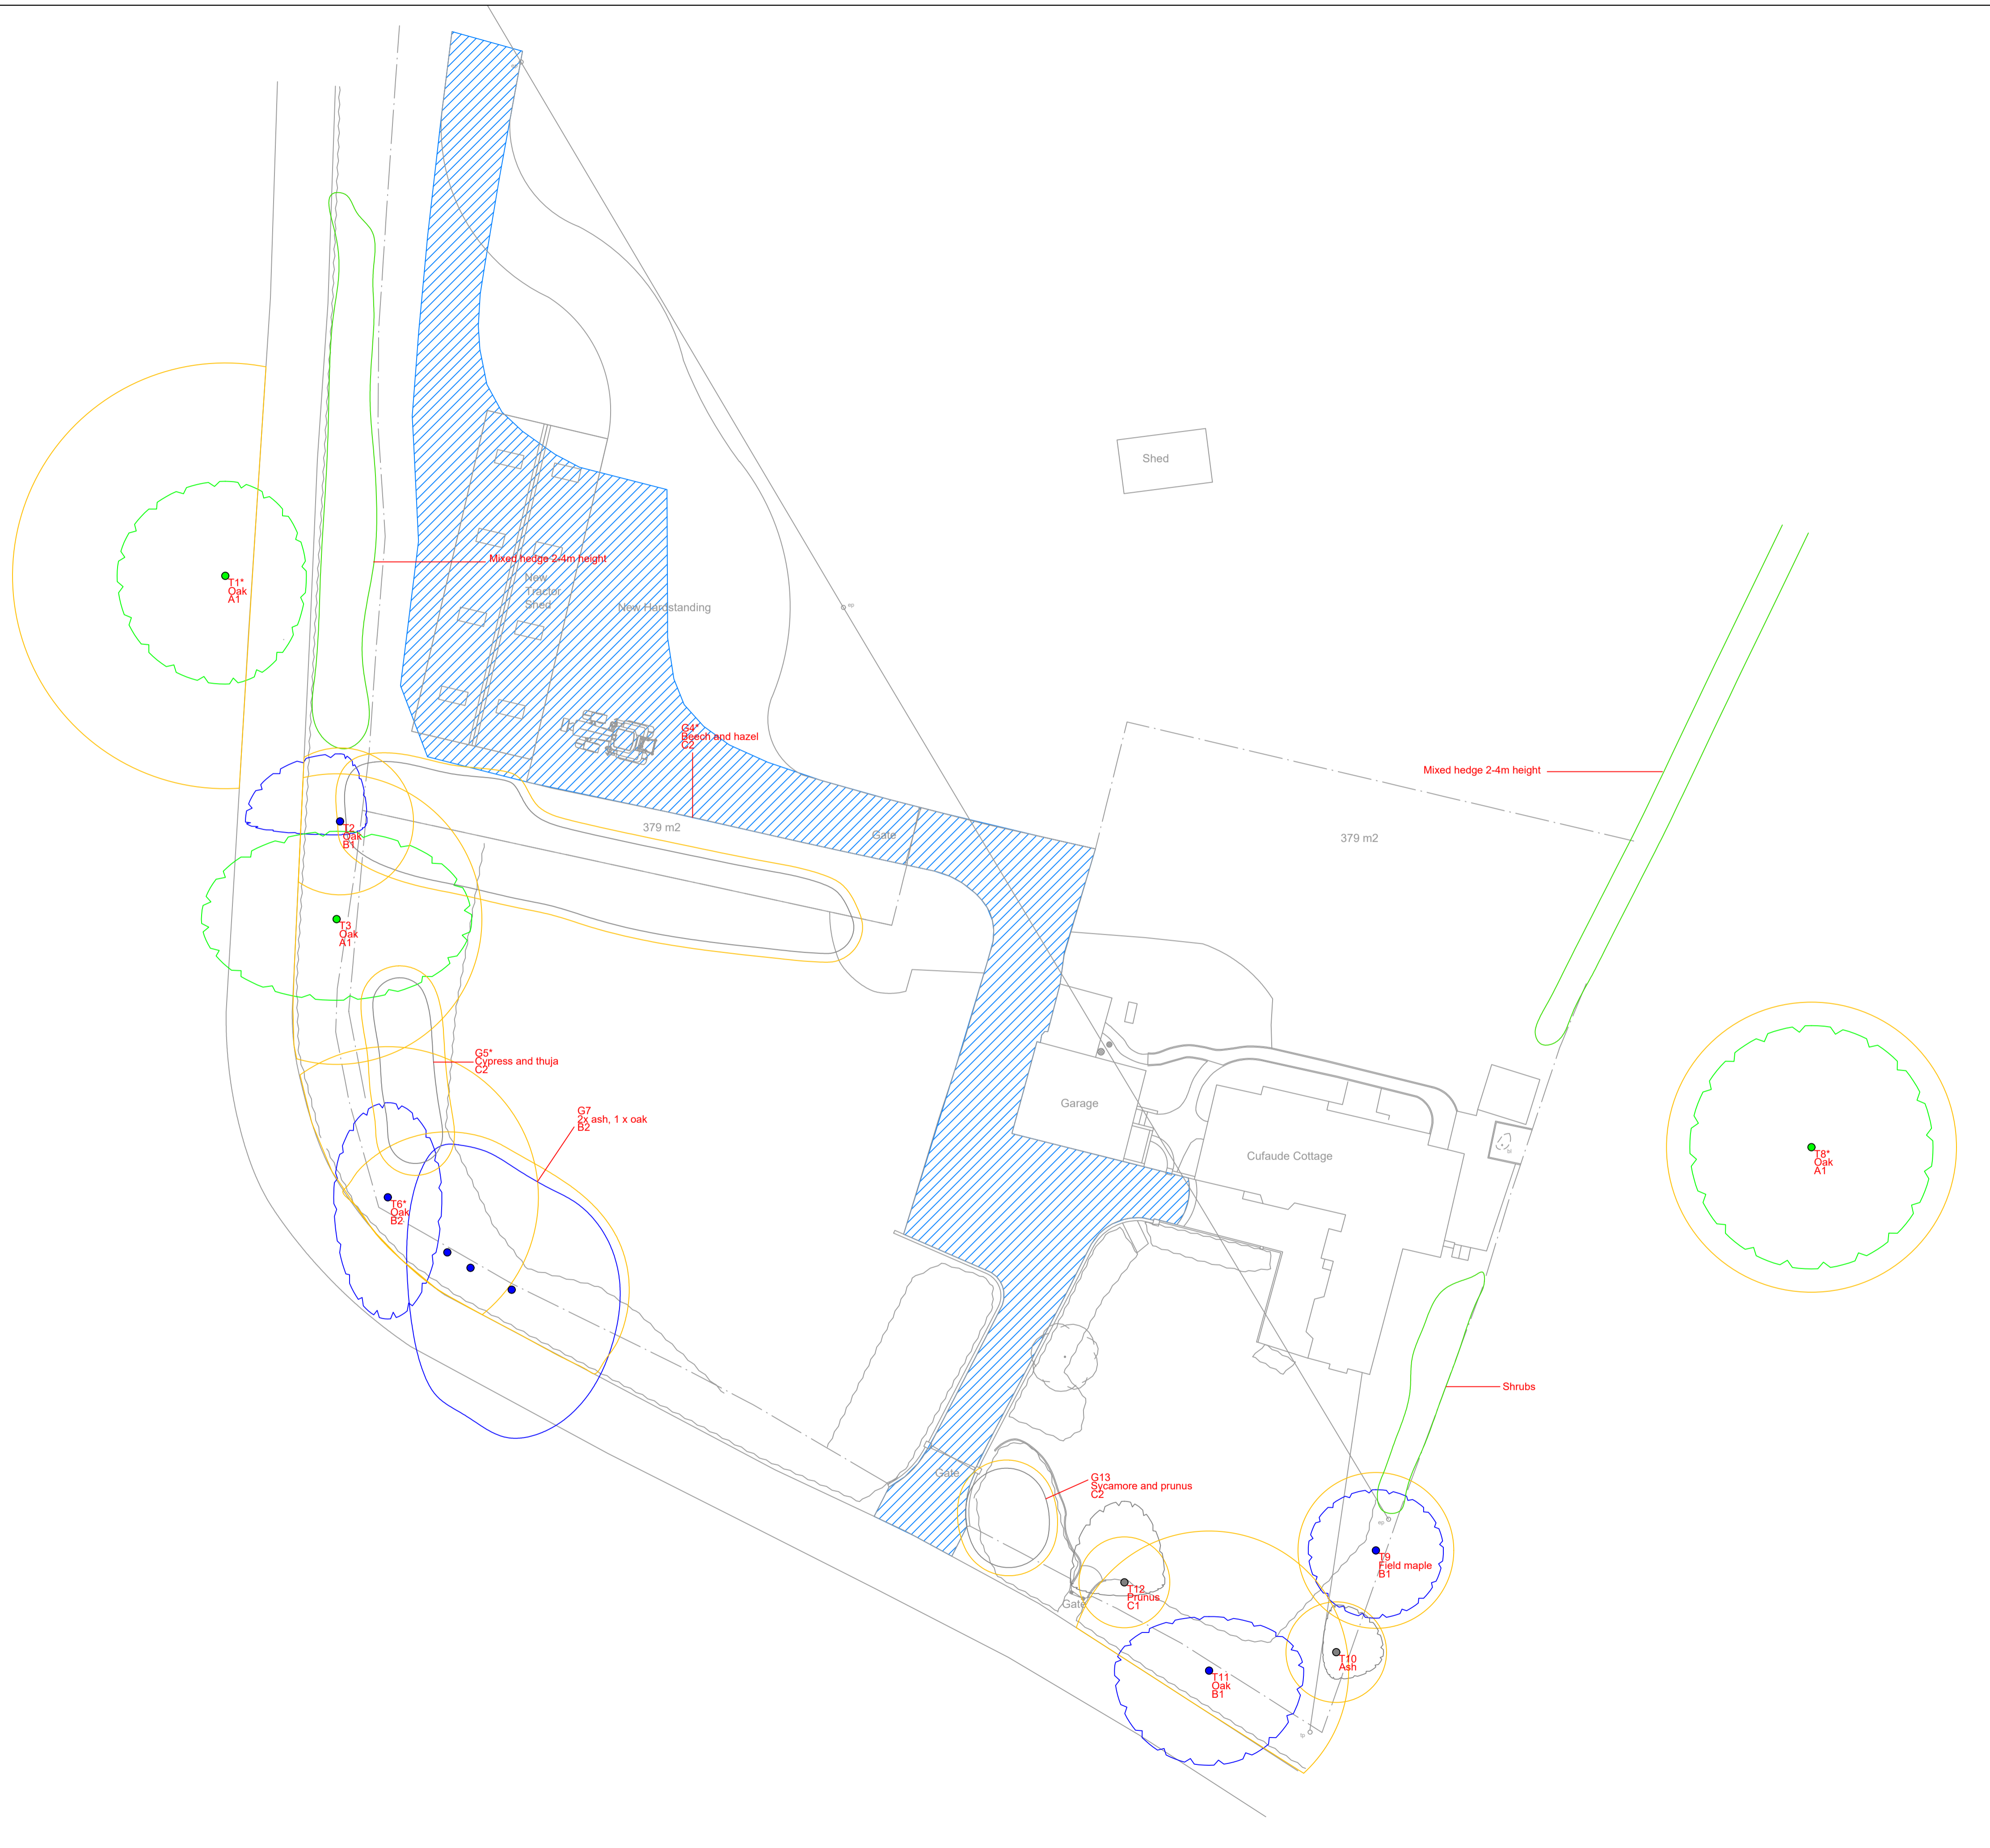 ep
Shed
Mixed hedge 2-4m height
New
Tractor
Shed
New Hardstanding
ep
T1*
Oak
A1
G4*
Beech and hazel
C2
Mixed hedge 2-4m height
379 m2
Gate
379 m2
T2
Oak
B1
T3
Oak
A1
G5*
Cypress and thuja
C2
G7
2x ash, 1 x oak
B2
Garage
Cufaude Cottage
T8*
Oak
A1
T6*
Oak
B2
Shrubs
Gate
G13
Sycamore and prunus
C2
ep
T9
Field maple
B1
T12
Prunus
C1
Gate
T10
Ash
T11
Oak
B1